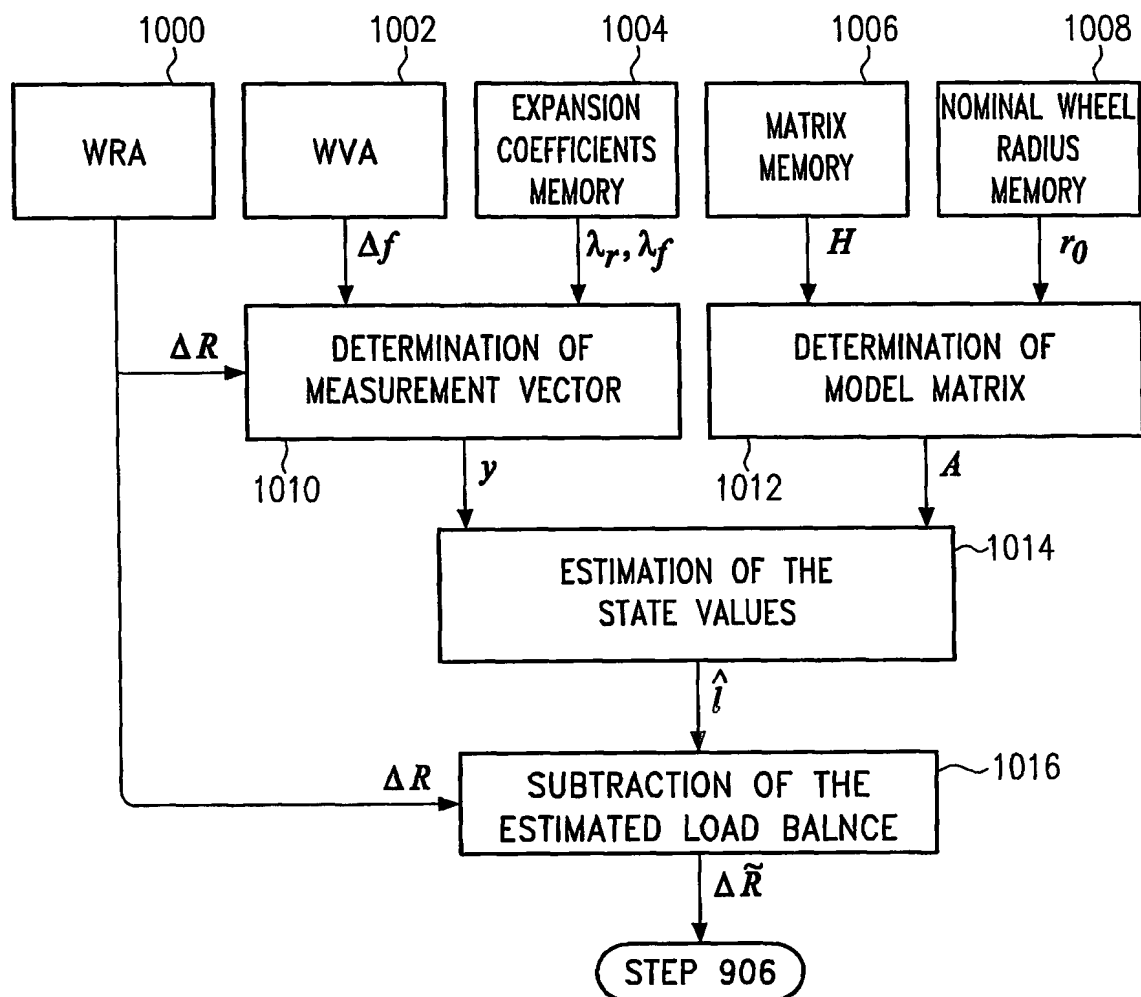 1000
1002
1004
1006
1008
WRA
WVA
EXPANSION
COEFFICIENTS
MEMORY
MATRIX
MEMORY
NOMINAL WHEEL
RADIUS
MEMORY
Δf
λr, λf
H
r0
ΔR
DETERMINATION OF
MEASUREMENT VECTOR
DETERMINATION OF
MODEL MATRIX
1010
y
1012
A
ESTIMATION OF THE
STATE VALUES
1014
l̂
ΔR
SUBTRACTION OF THE
ESTIMATED LOAD BALNCE
1016
ΔR̃
STEP 906